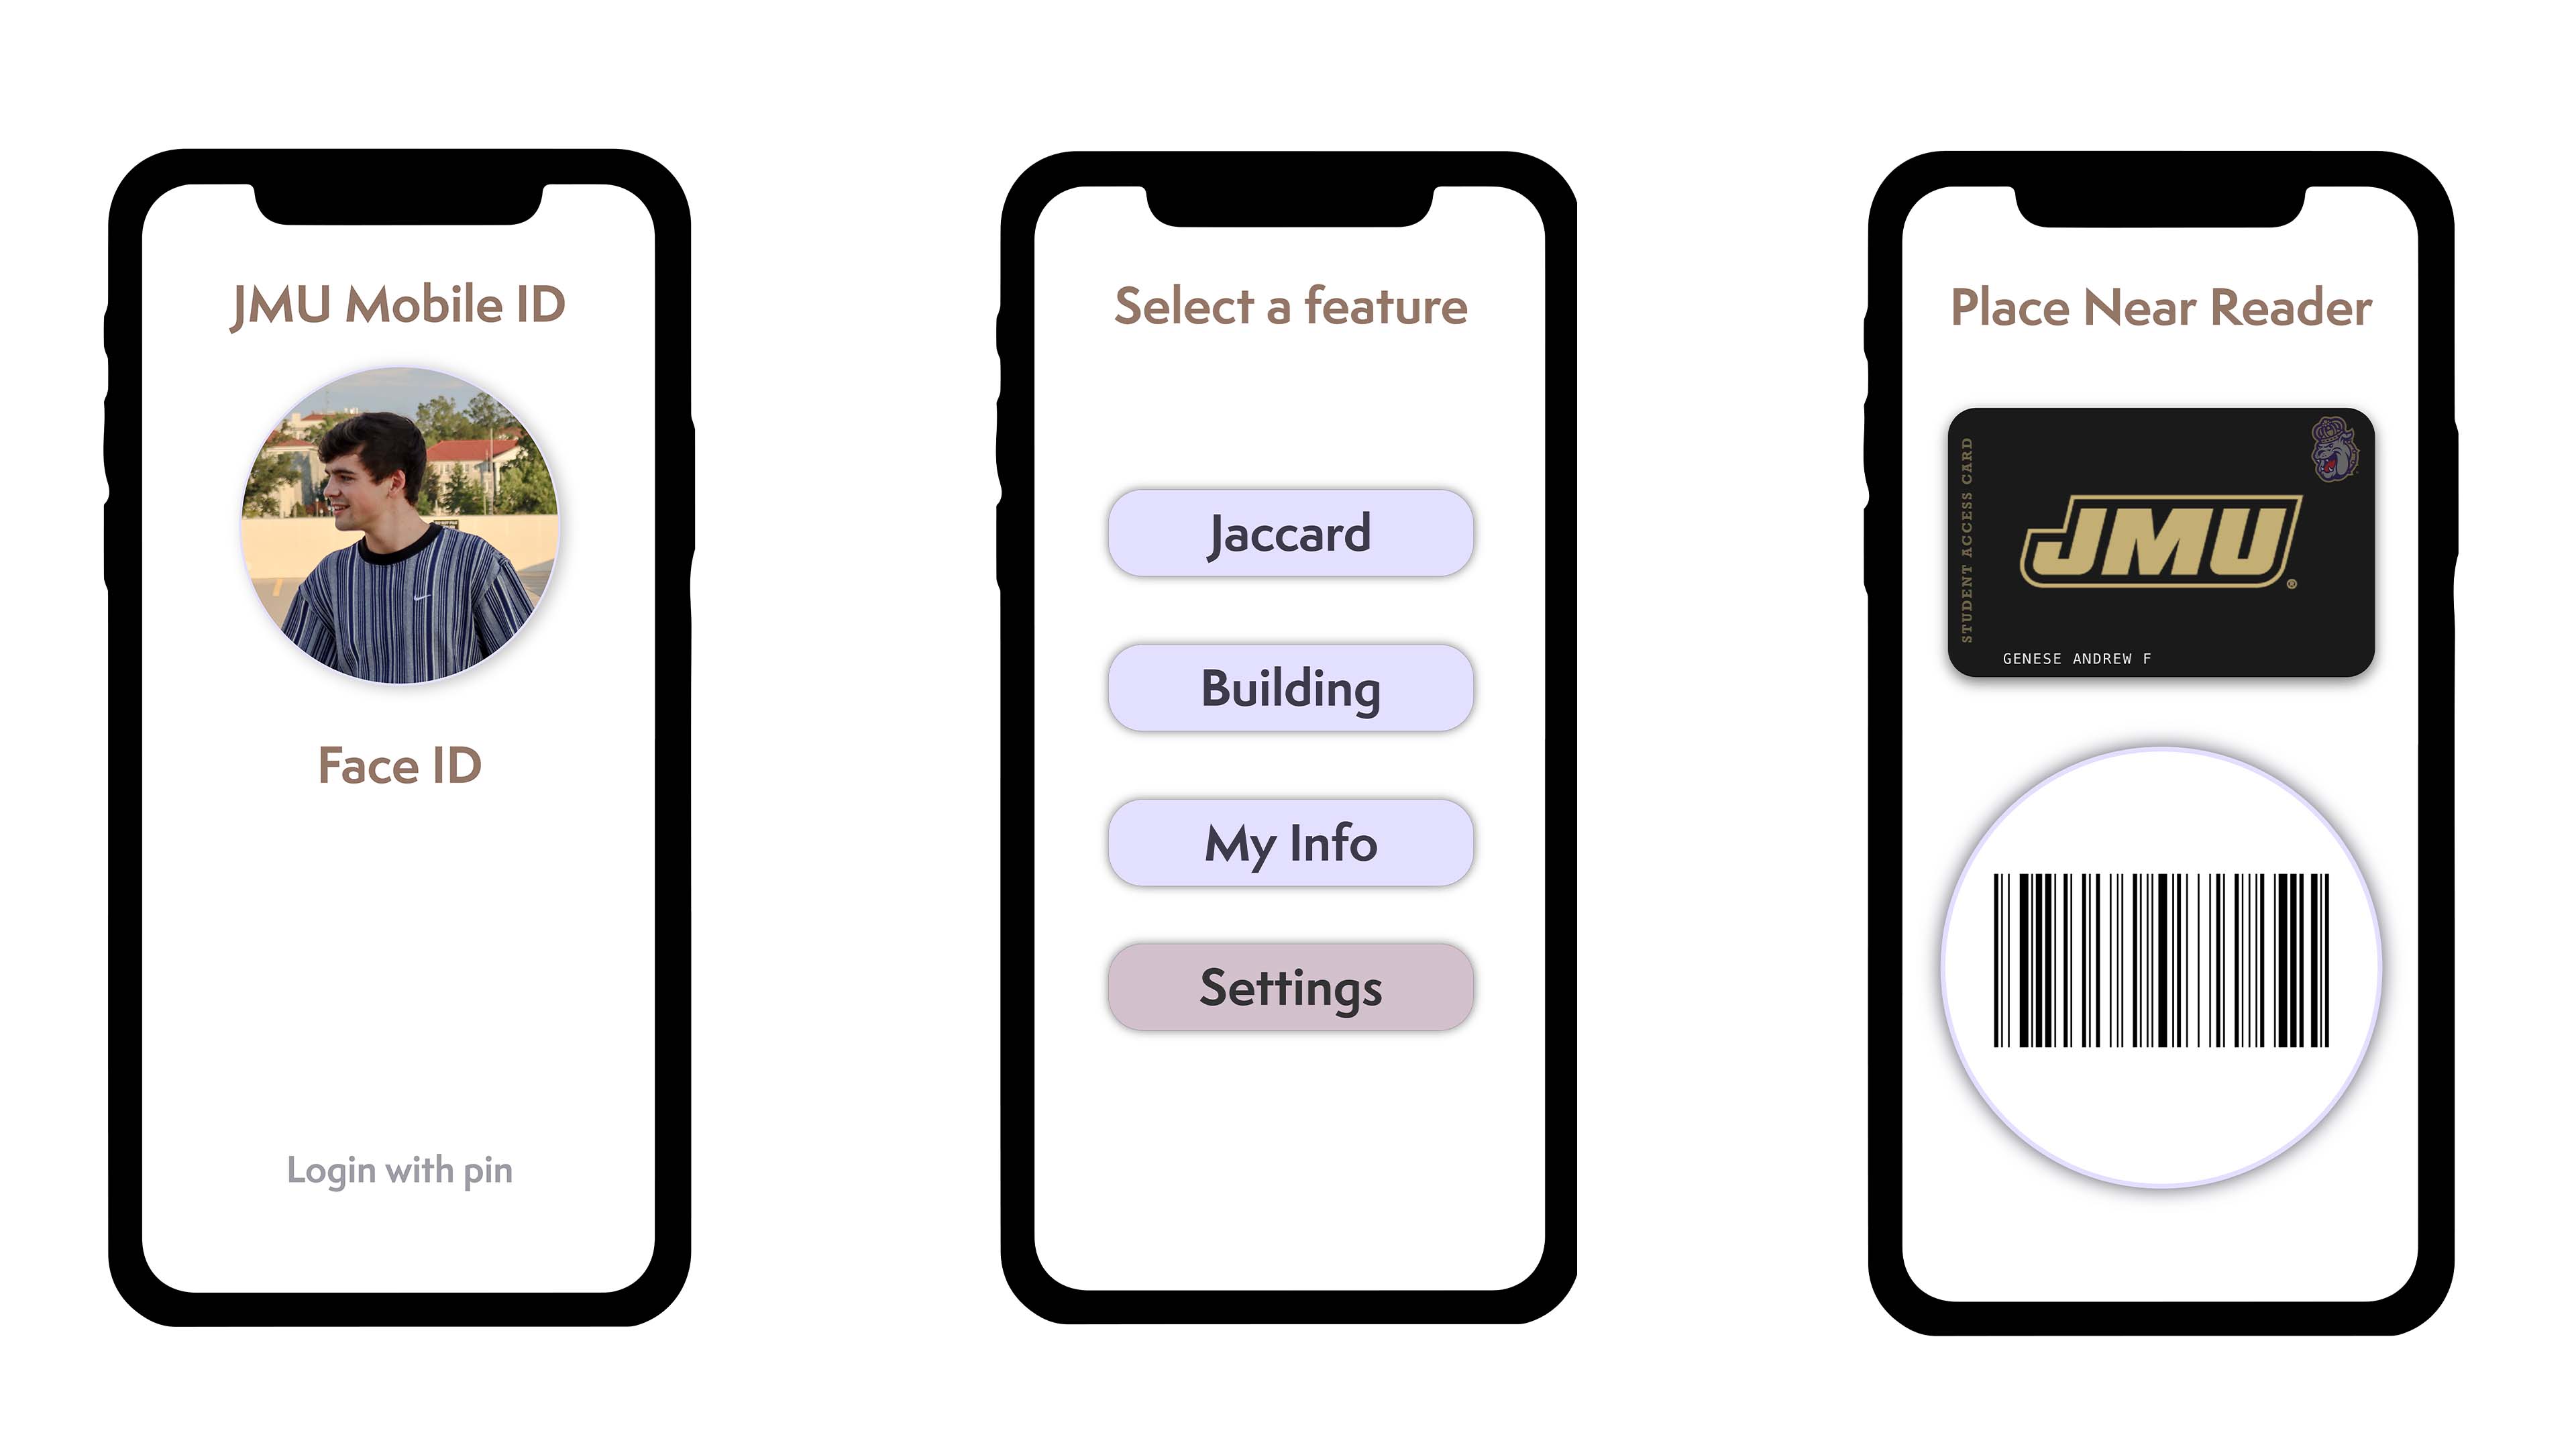 JMU Mobile ID
Face ID
Login with pin
Select a feature
Jaccard
Building
My Info
Settings
Place Near Reader
STUDENT ACCESS CARD
JMU®
GENESE ANDREW F